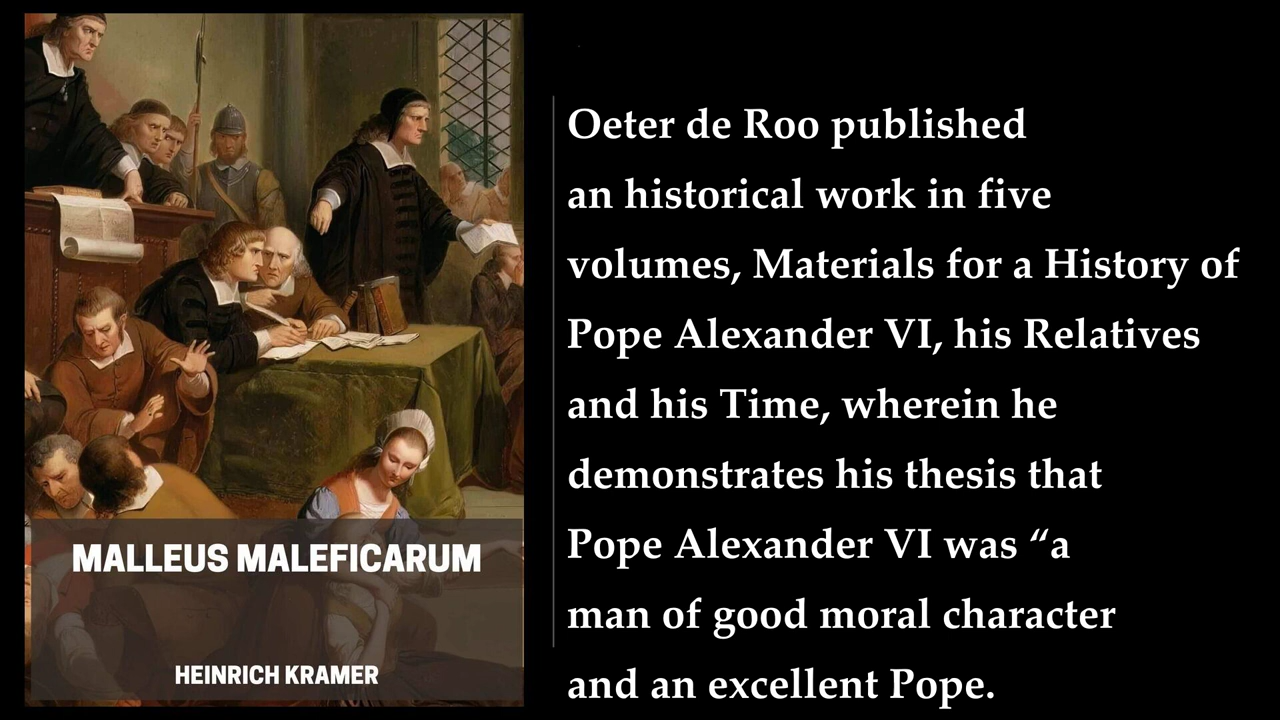 MALLEUS MALEFICARUM
HEINRICH KRAMER
Oeter de Roo published
an historical work in five
volumes, Materials for a History of
Pope Alexander VI, his Relatives
and his Time, wherein he
demonstrates his thesis that
Pope Alexander VI was “a
man of good moral character
and an excellent Pope.